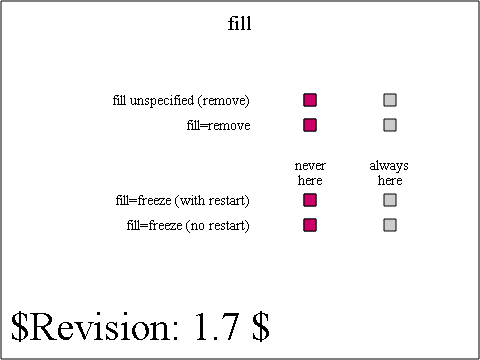 fill
fill unspecified (remove)
fill=remove
never always
here here
fill=freeze (with restart)
fill=freeze (no restart)
$Revision: 1.7 $